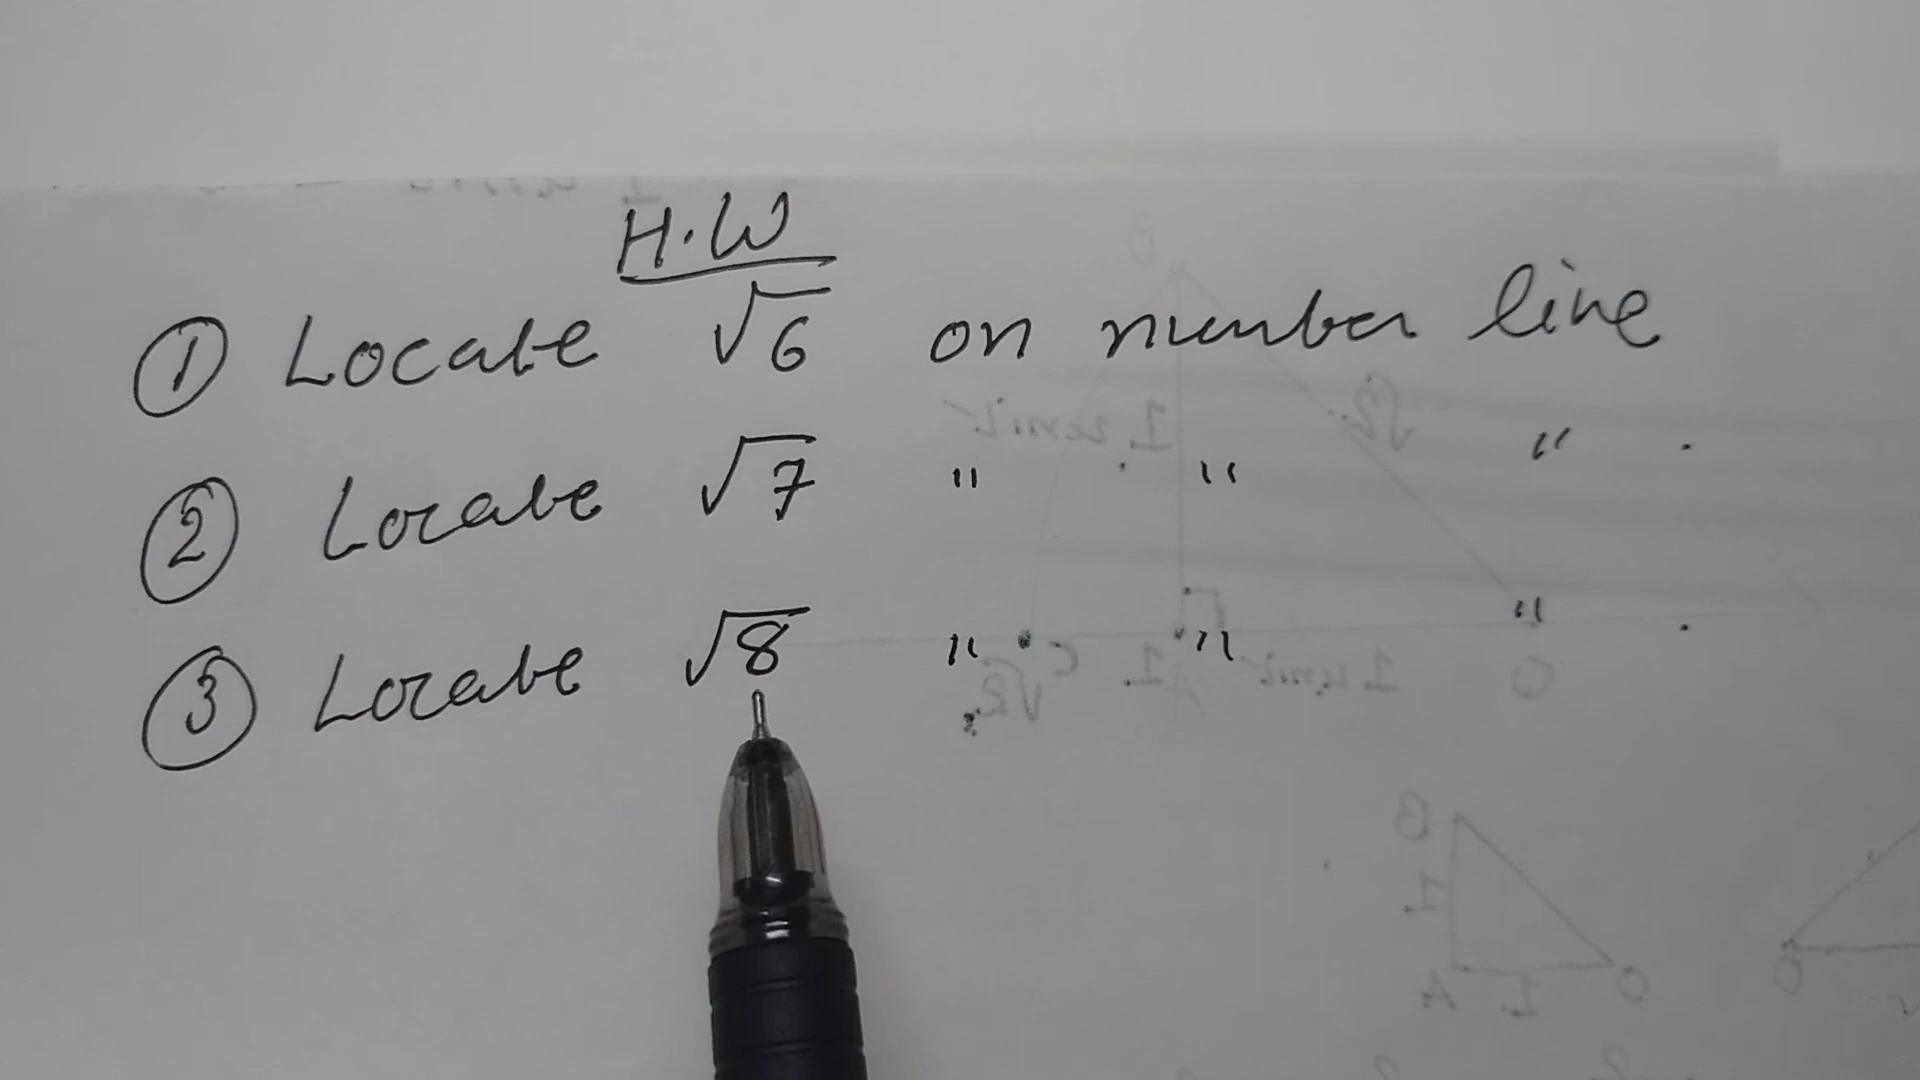 H.W
① Locate √6 on number line
② Locate √7 " " " .
③ Locate √8 " " " .